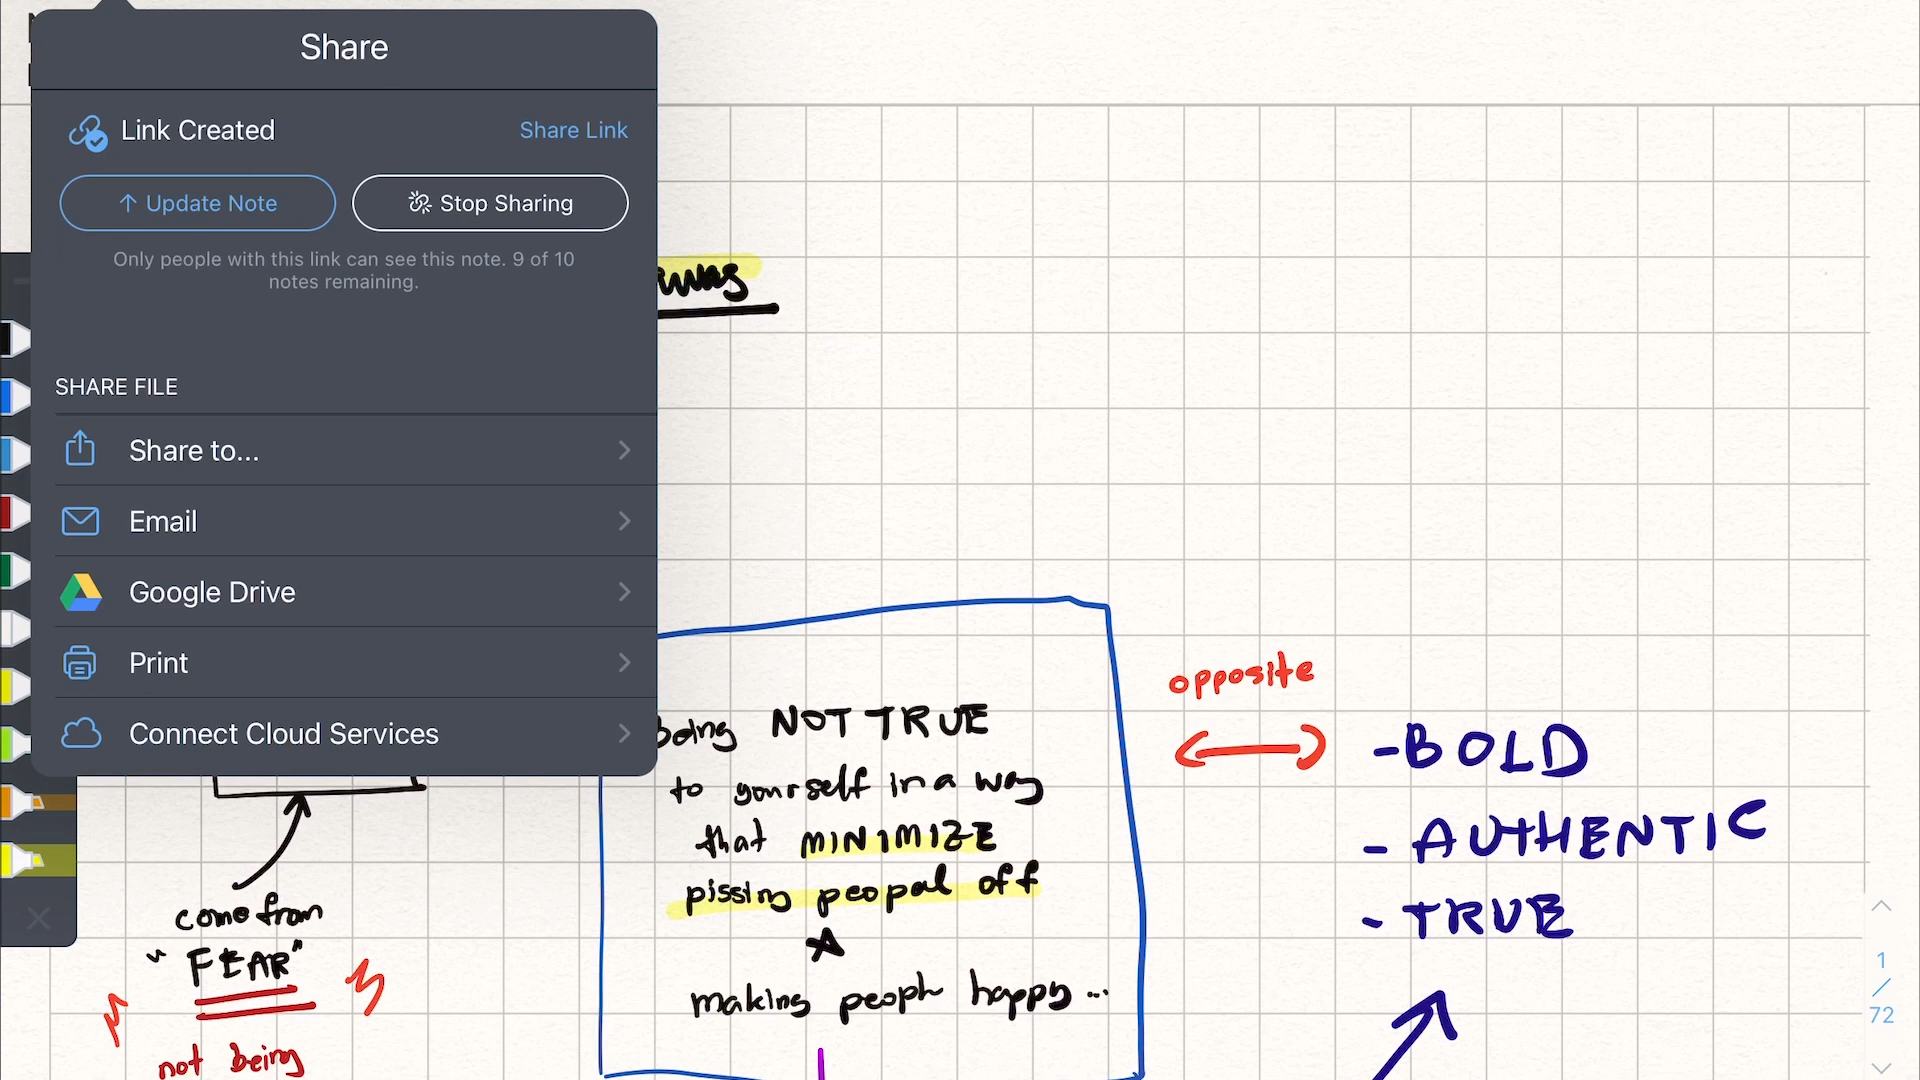 Share
Link Created
Share Link
Update Note
Stop Sharing
Only people with this link can see this note. 9 of 10
notes remaining.
SHARE FILE
Share to...
Email
Google Drive
Print
Connect Cloud Services
being NOT TRUE
to yourself in a way
that MINIMIZE
pissing peopal off
making people happy...
opposite
-BOLD
- AUTHENTIC
- TRUE
come from
"FEAR"
not being
1
/
72